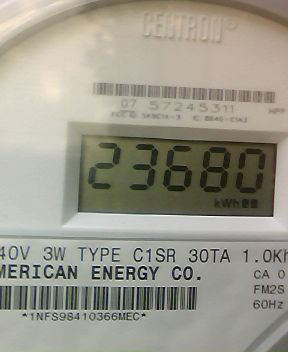 CENTRON®
07 57245311
23680
kWh
40V 3W TYPE C1SR 30TA 1.0Kh
MERICAN ENERGY CO.
CA 0
FM2S
60Hz
*1NFS98410366MEC*